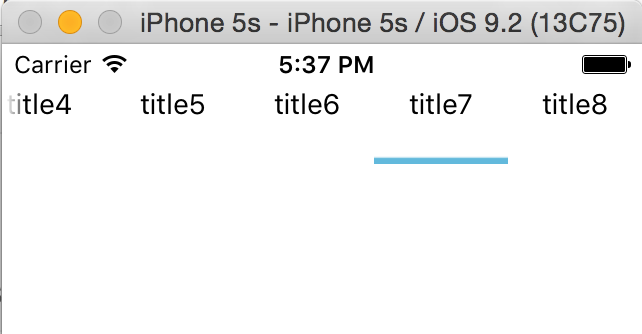 iPhone 5s - iPhone 5s / iOS 9.2 (13C75)
Carrier 5:37 PM
title4 title5 title6 title7 title8